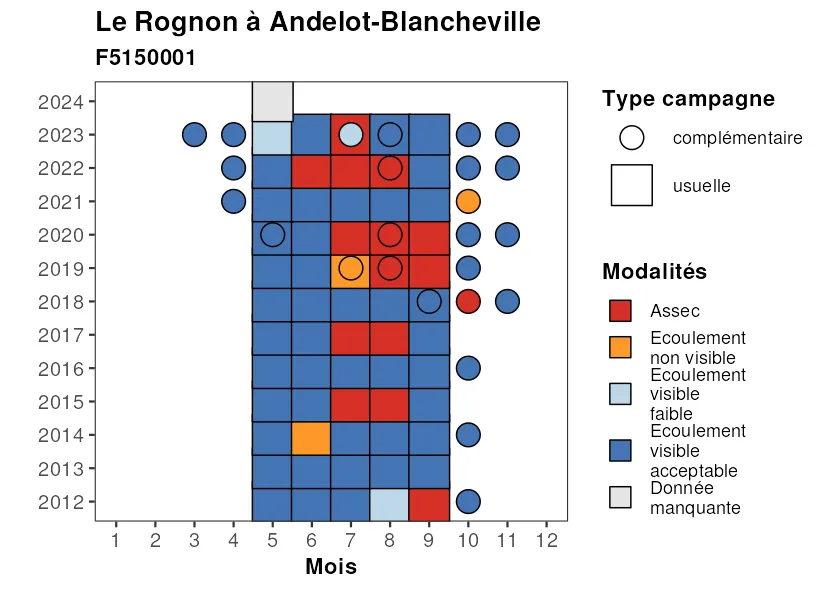 Le Rognon à Andelot-Blancheville
F5150001
2024
2023
2022
2021
2020
2019
2018
2017
2016
2015
2014
2013
2012
1 2 3 4 5 6 7 8 9 10 11 12
Mois
Type campagne
complémentaire
usuelle
Modalités
Assec
Ecoulement
non visible
Ecoulement
visible
faible
Ecoulement
visible
acceptable
Donnée
manquante